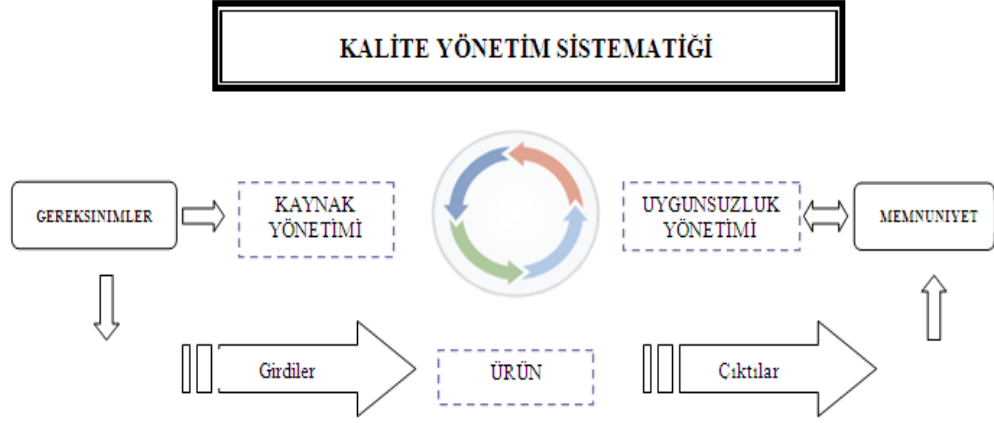 KALİTE YÖNETİM SİSTEMATİĞİ
GEREKSINIMLER
KAYNAK
YÖNETİMİ
UYGUNSUZLUK
YÖNETİMİ
MEMNUNIYET
Girdiler
ÜRÜN
Çıktılar